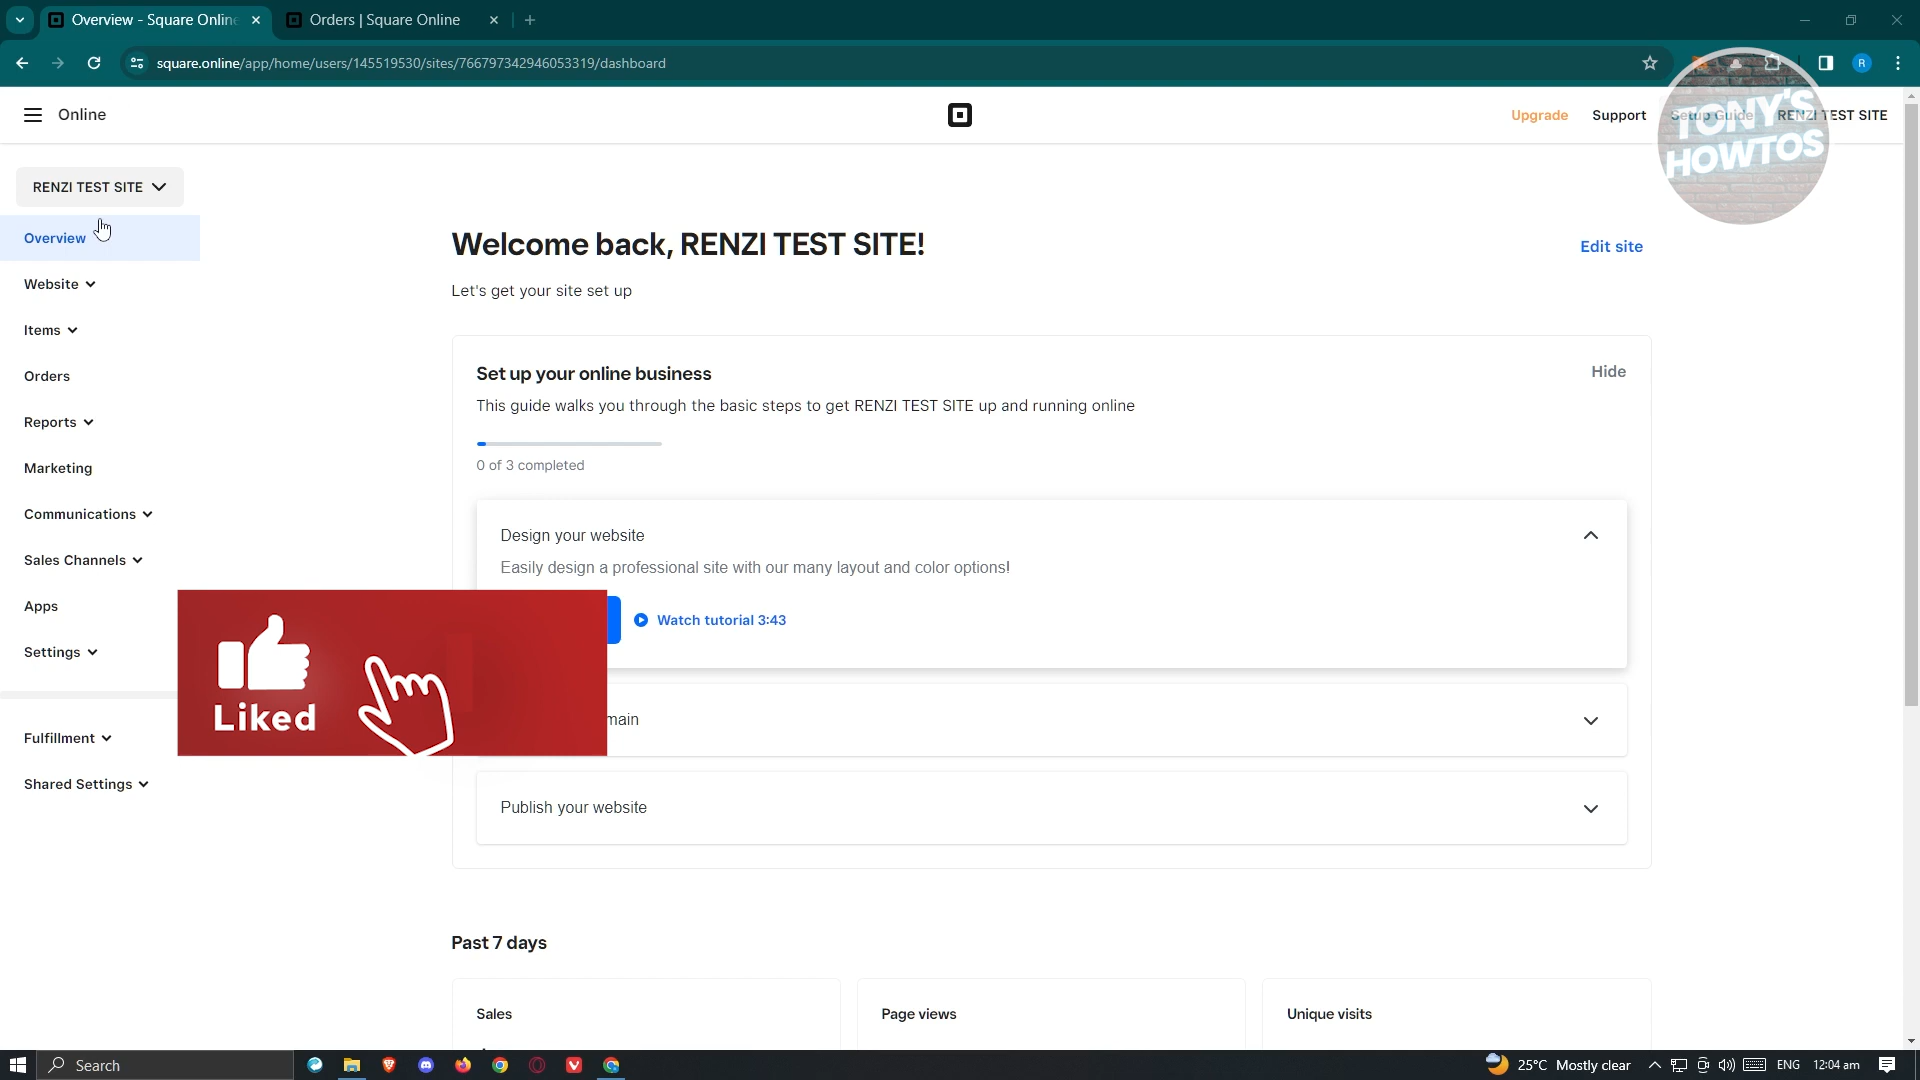 Overview - Square Online
Orders | Square Online
square.online/app/home/users/145519530/sites/766797342946053319/dashboard
R
Online
Upgrade
Support
Setup Guide
RENZI TEST SITE
TONY'S
HOWTOS
RENZI TEST SITE
Overview
Website
Items
Orders
Reports
Marketing
Communications
Sales Channels
Apps
Settings
Fulfillment
Shared Settings
Welcome back, RENZI TEST SITE!
Edit site
Let's get your site set up
Set up your online business
Hide
This guide walks you through the basic steps to get RENZI TEST SITE up and running online
0 of 3 completed
Design your website
Easily design a professional site with our many layout and color options!
Watch tutorial 3:43
Liked
main
Publish your website
Past 7 days
Sales
Page views
Unique visits
Search
25°C Mostly clear
ENG
12:04 am